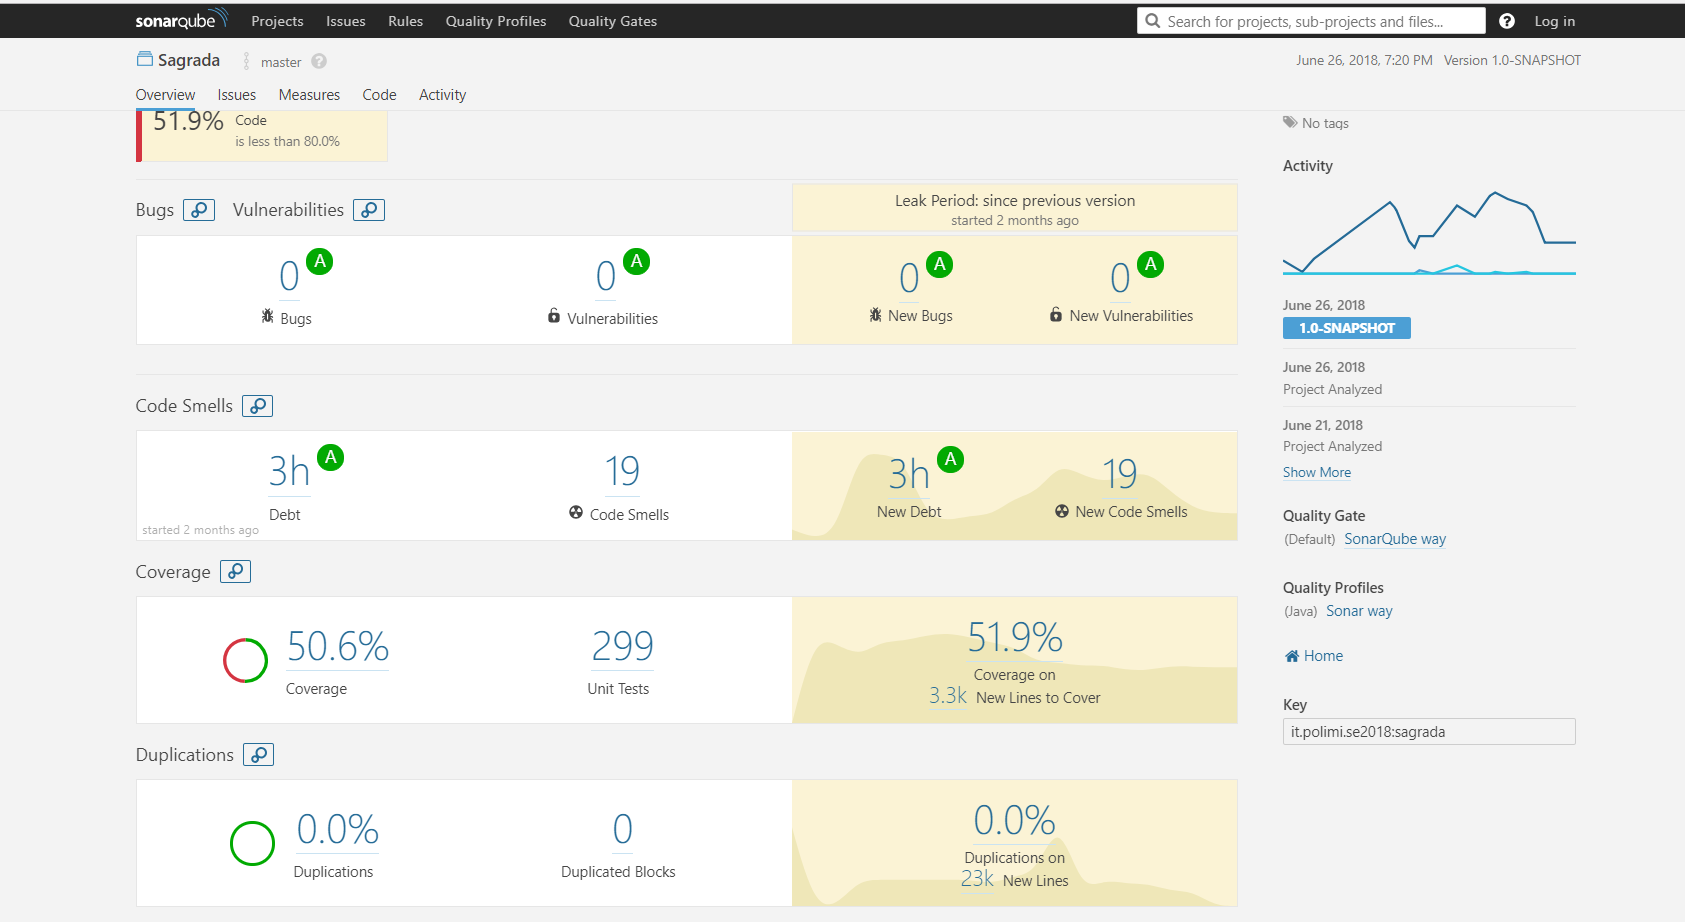 sonarqube Projects Issues Rules Quality Profiles Quality Gates Search for projects, sub-projects and files... ? Log in
Sagrada master ? June 26, 2018, 7:20 PM Version 1.0-SNAPSHOT
Overview Issues Measures Code Activity
51.9% Code
is less than 80.0%
Bugs Vulnerabilities
Leak Period: since previous version
started 2 months ago
0 A
Bugs
0 A
Vulnerabilities
0 A
New Bugs
0 A
New Vulnerabilities
Code Smells
3h A
Debt
19
Code Smells
started 2 months ago
3h A
New Debt
19
New Code Smells
Coverage
50.6%
Coverage
299
Unit Tests
51.9%
Coverage on
3.3k New Lines to Cover
Duplications
0.0%
Duplications
0
Duplicated Blocks
0.0%
Duplications on
23k New Lines
No tags
Activity
June 26, 2018
1.0-SNAPSHOT
June 26, 2018
Project Analyzed
June 21, 2018
Project Analyzed
Show More
Quality Gate
(Default) SonarQube way
Quality Profiles
(Java) Sonar way
Home
Key
it.polimi.se2018:sagrada